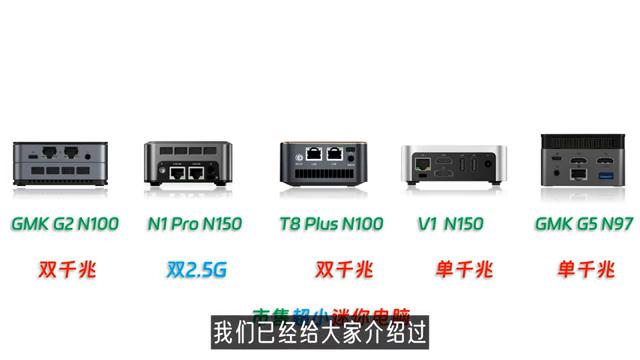 GMK G2 N100
N1 Pro N150
T8 Plus N100
V1 N150
GMK G5 N97
双千兆
双2.5G
双千兆
单千兆
单千兆
市集超小迷你电脑
我们已经给大家介绍过